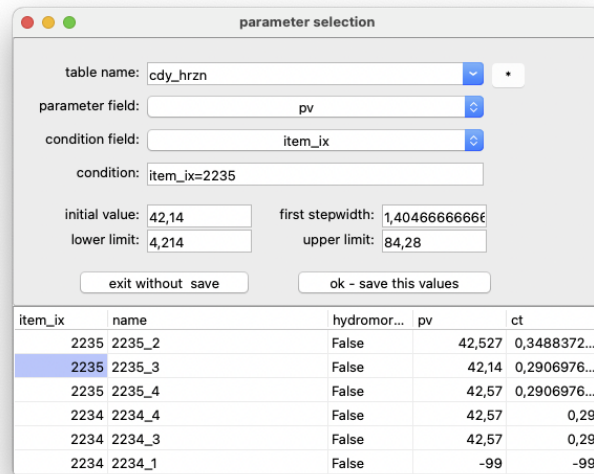 parameter selection
table name: cdy_hrzn *
parameter field: pv
condition field: item_ix
condition: item_ix=2235
initial value: 42,14 first stepwidth: 1,40466666666
lower limit: 4,214 upper limit: 84,28
exit without save ok - save this values
item_ix name hydromor... pv ct
2235 2235_2 False 42,527 0,3488372...
2235 2235_3 False 42,14 0,2906976...
2235 2235_4 False 42,57 0,2906976...
2234 2234_4 False 42,57 0,29
2234 2234_3 False 42,57 0,29
2234 2234_1 False -99 -99